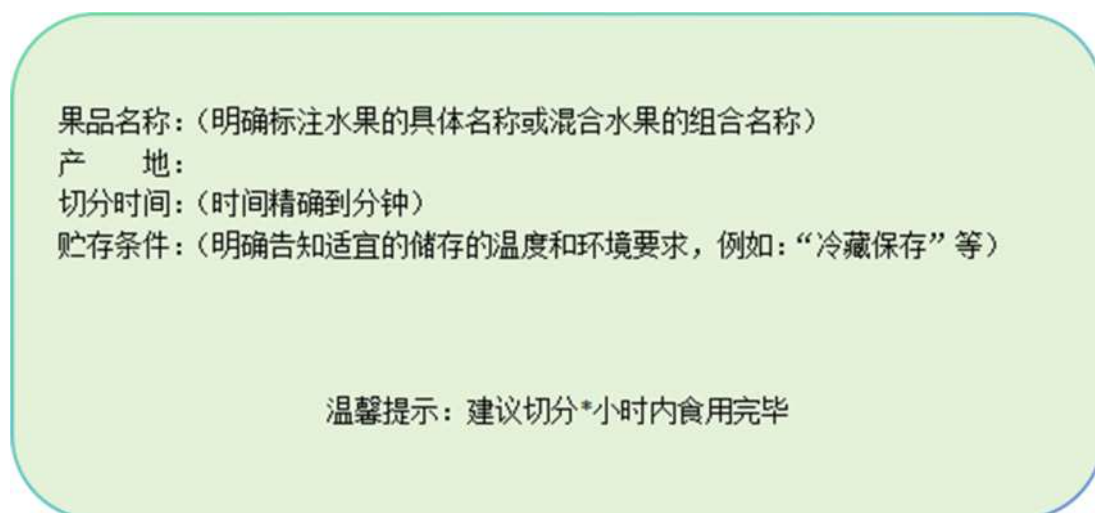 果品名称：（明确标注水果的具体名称或混合水果的组合名称）
产　　地：
切分时间：（时间精确到分钟）
贮存条件：（明确告知适宜的储存的温度和环境要求，例如：“冷藏保存”等）
温馨提示：建议切分*小时内食用完毕